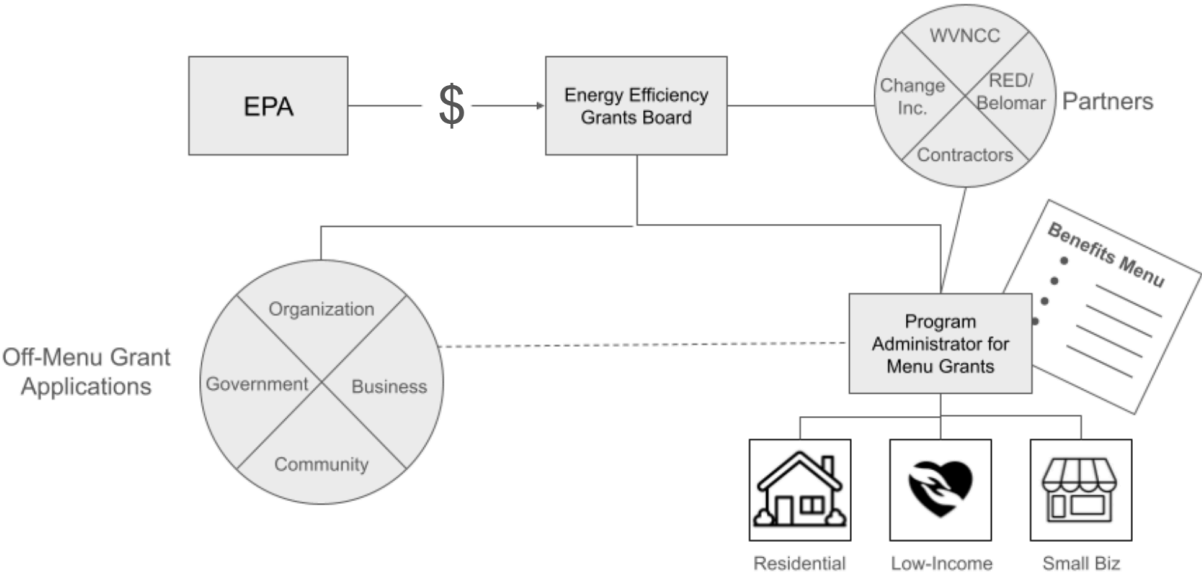 EPA
$
Energy Efficiency
Grants Board
WVNCC
Change
Inc.
RED/
Belomar
Contractors
Partners
Benefits Menu
Off-Menu Grant
Applications
Organization
Government
Business
Community
Program
Administrator for
Menu Grants
Residential
Low-Income
Small Biz